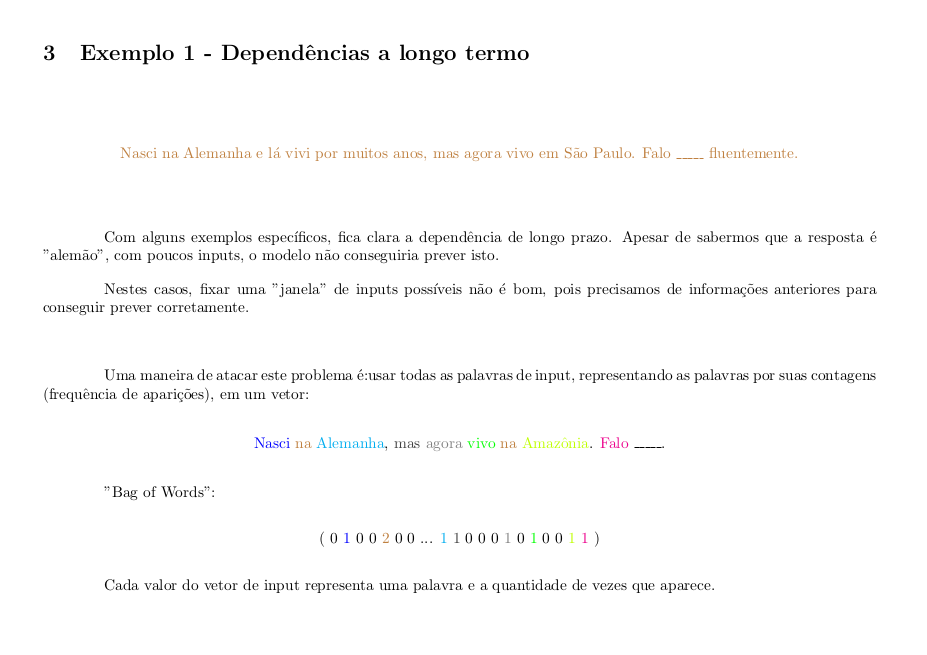 3 Exemplo 1 - Dependências a longo termo
Nasci na Alemanha e lá vivi por muitos anos, mas agora vivo em São Paulo. Falo _____ fluentemente.
Com alguns exemplos específicos, fica clara a dependência de longo prazo. Apesar de sabermos que a resposta é
”alemão”, com poucos inputs, o modelo não conseguiria prever isto.
Nestes casos, fixar uma ”janela” de inputs possíveis não é bom, pois precisamos de informações anteriores para
conseguir prever corretamente.
Uma maneira de atacar este problema é:usar todas as palavras de input, representando as palavras por suas contagens
(frequência de aparições), em um vetor:
Nasci na Alemanha, mas agora vivo na Amazônia. Falo _____.
”Bag of Words”:
( 0 1 0 0 2 0 0 ... 1 1 0 0 0 1 0 1 0 0 1 1 )
Cada valor do vetor de input representa uma palavra e a quantidade de vezes que aparece.